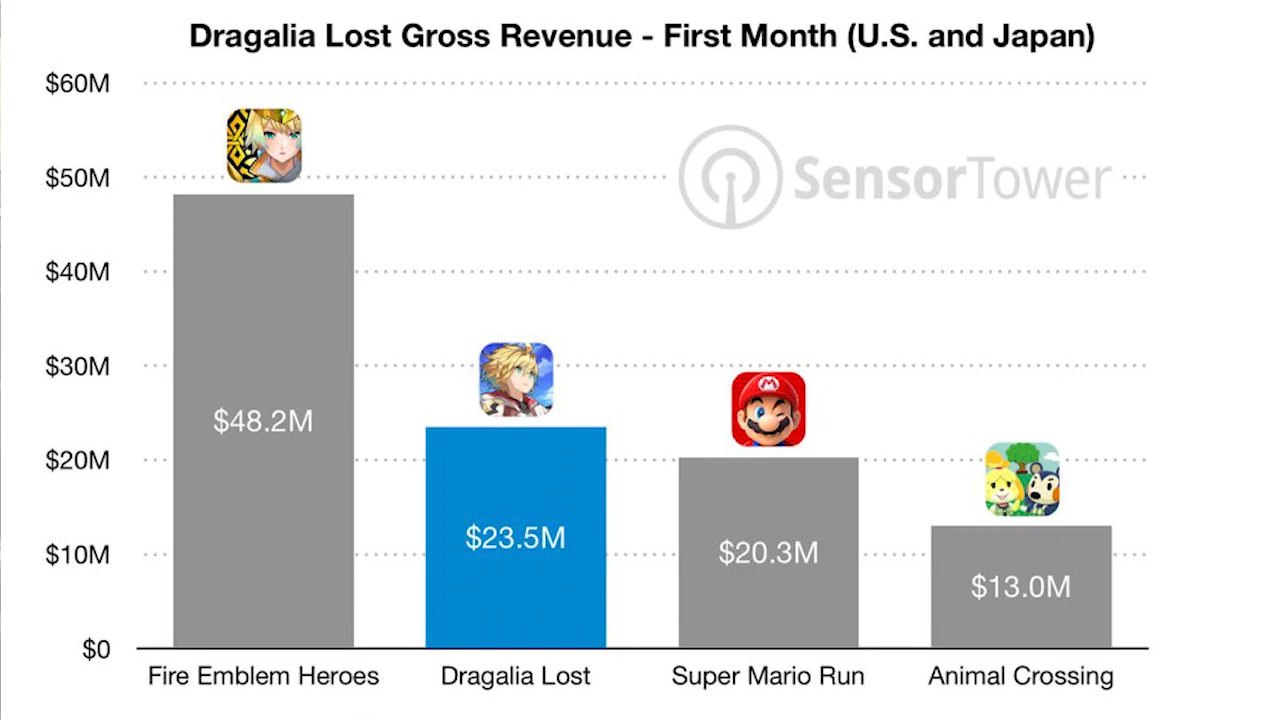 Dragalia Lost Gross Revenue - First Month (U.S. and Japan)
$60M
$50M
$40M
$30M
$20M
$10M
$0
SensorTower
$48.2M
$23.5M
M
$20.3M
$13.0M
Fire Emblem Heroes
Dragalia Lost
Super Mario Run
Animal Crossing